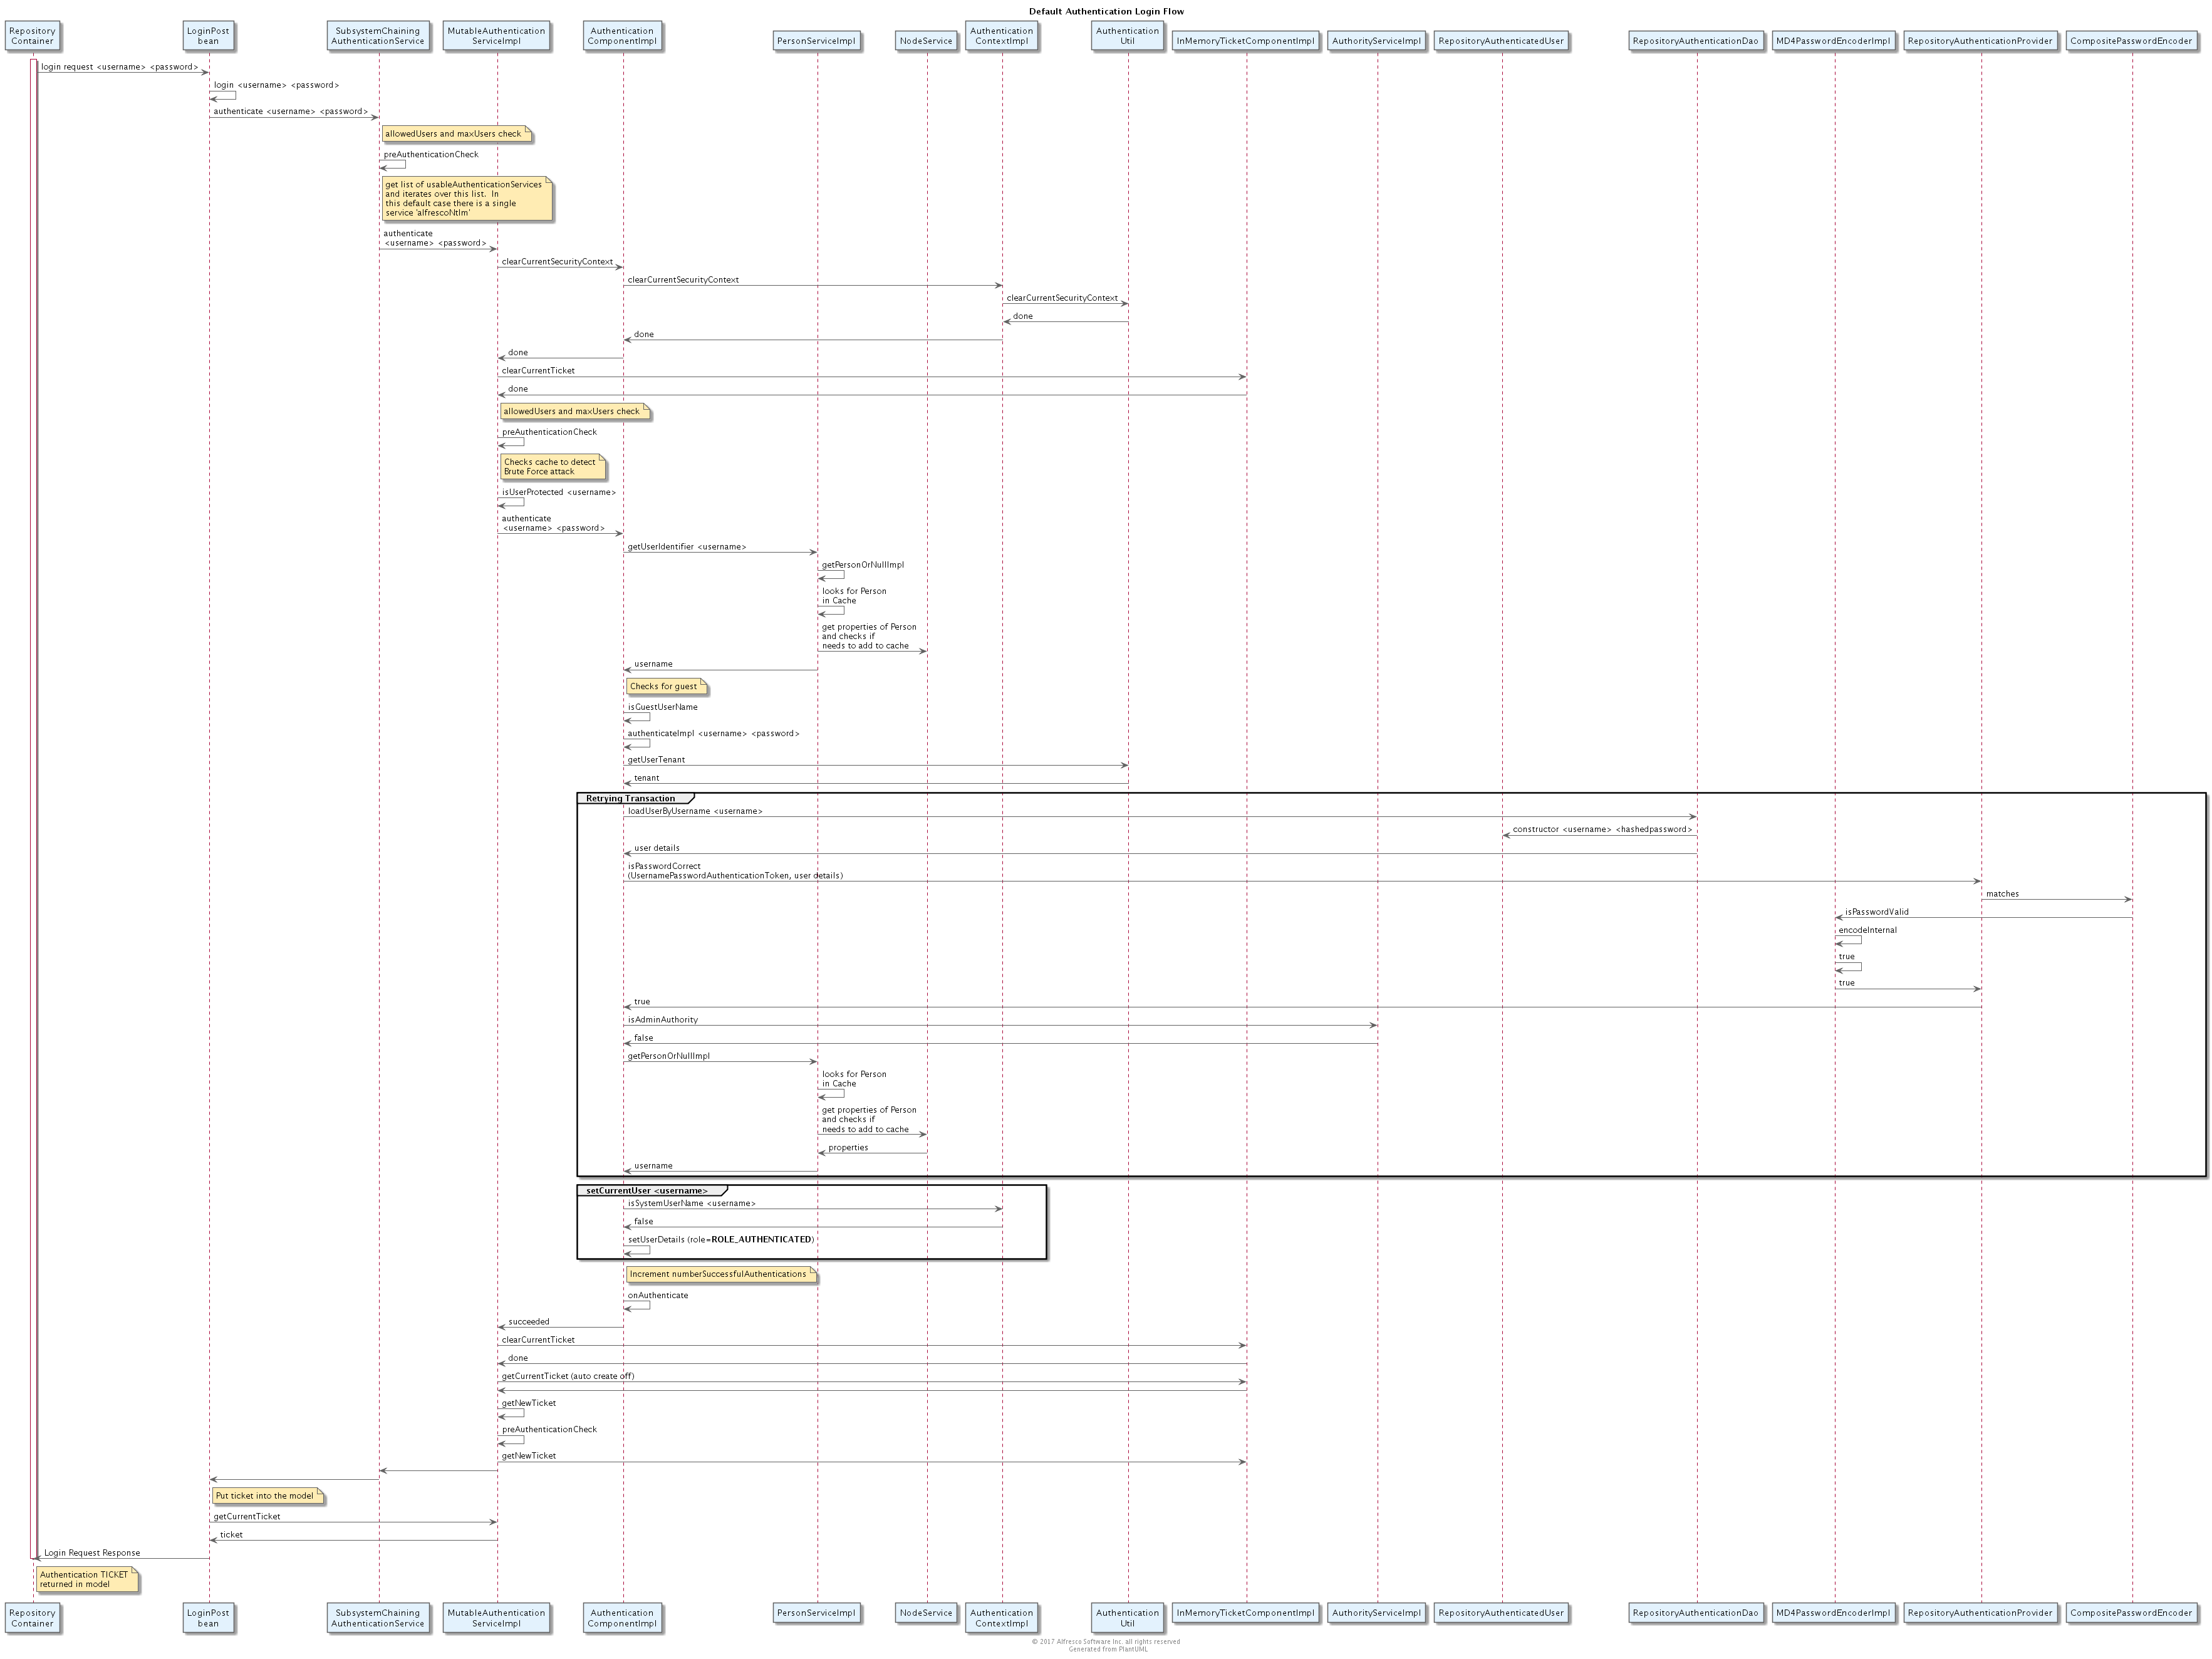 Default Authentication Login Flow
Repository
Container
LoginPost
bean
SubsystemChaining
AuthenticationService
MutableAuthentication
ServiceImpl
Authentication
ComponentImpl
PersonServiceImpl
NodeService
Authentication
ContextImpl
Authentication
Util
InMemoryTicketComponentImpl
AuthorityServiceImpl
RepositoryAuthenticatedUser
RepositoryAuthenticationDao
MD4PasswordEncoderImpl
RepositoryAuthenticationProvider
CompositePasswordEncoder
login request <username> <password>
login <username> <password>
authenticate <username> <password>
allowedUsers and maxUsers check
preAuthenticationCheck
get list of usableAuthenticationServices
and iterates over this list. In
this default case there is a single
service 'alfrescoNtlm'
authenticate
<username> <password>
clearCurrentSecurityContext
clearCurrentSecurityContext
clearCurrentSecurityContext
done
done
done
clearCurrentTicket
done
allowedUsers and maxUsers check
preAuthenticationCheck
Checks cache to detect
Brute Force attack
isUserProtected <username>
authenticate
<username> <password>
getUserIdentifier <username>
getPersonOrNullImpl
looks for Person
in Cache
get properties of Person
and checks if
needs to add to cache
username
Checks for guest
isGuestUserName
authenticateImpl <username> <password>
getUserTenant
tenant
Retrying Transaction
loadUserByUsername <username>
constructor <username> <hashedpassword>
user details
isPasswordCorrect
(UsernamePasswordAuthenticationToken, user details)
matches
isPasswordValid
encodeInternal
true
true
true
isAdminAuthority
false
getPersonOrNullImpl
looks for Person
in Cache
get properties of Person
and checks if
needs to add to cache
properties
username
setCurrentUser <username>
isSystemUserName <username>
false
setUserDetails (role=ROLE_AUTHENTICATED)
Increment numberSuccessfulAuthentications
onAuthenticate
succeeded
clearCurrentTicket
done
getCurrentTicket (auto create off)
getNewTicket
preAuthenticationCheck
getNewTicket
Put ticket into the model
getCurrentTicket
ticket
Login Request Response
Authentication TICKET
returned in model
Repository
Container
LoginPost
bean
SubsystemChaining
AuthenticationService
MutableAuthentication
ServiceImpl
Authentication
ComponentImpl
PersonServiceImpl
NodeService
Authentication
ContextImpl
Authentication
Util
InMemoryTicketComponentImpl
AuthorityServiceImpl
RepositoryAuthenticatedUser
RepositoryAuthenticationDao
MD4PasswordEncoderImpl
RepositoryAuthenticationProvider
CompositePasswordEncoder
© 2017 Alfresco Software Inc. all rights reserved
Generated from PlantUML